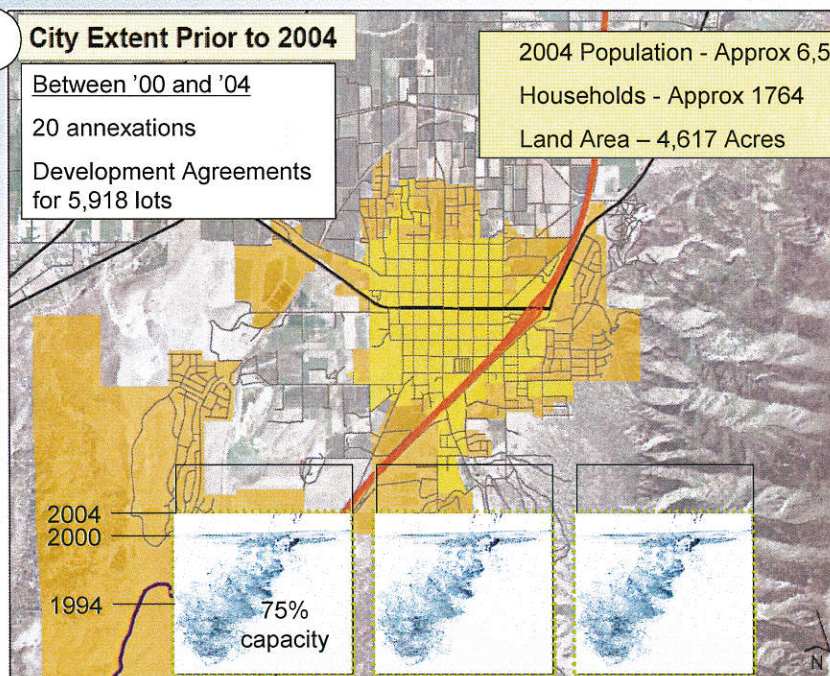 City Extent Prior to 2004
Between ’00 and ’04
20 annexations
Development Agreements
for 5,918 lots
2004 Population - Approx 6,5
Households - Approx 1764
Land Area – 4,617 Acres
2004
2000
1994
75%
capacity
N